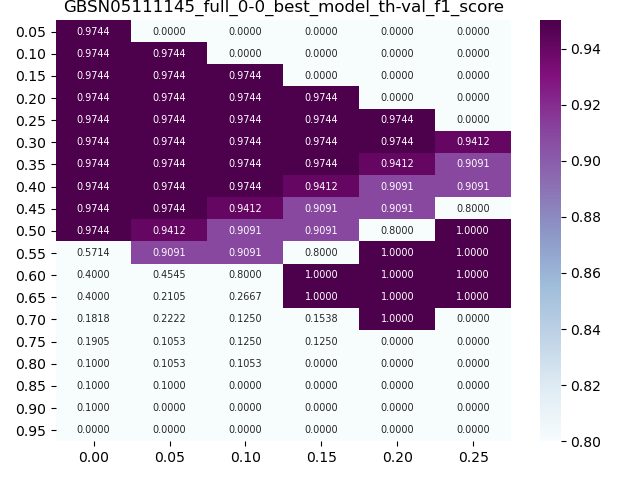 GBSN05111145_full_0-0_best_model_th-val_f1_score
0.05 0.9744 0.0000 0.0000 0.0000 0.0000 0.0000
0.10 0.9744 0.9744 0.0000 0.0000 0.0000 0.0000
0.15 0.9744 0.9744 0.9744 0.0000 0.0000 0.0000
0.20 0.9744 0.9744 0.9744 0.9744 0.0000 0.0000
0.25 0.9744 0.9744 0.9744 0.9744 0.9744 0.0000
0.30 0.9744 0.9744 0.9744 0.9744 0.9744 0.9412
0.35 0.9744 0.9744 0.9744 0.9744 0.9412 0.9091
0.40 0.9744 0.9744 0.9744 0.9412 0.9091 0.9091
0.45 0.9744 0.9744 0.9412 0.9091 0.9091 0.8000
0.50 0.9744 0.9412 0.9091 0.9091 0.8000 1.0000
0.55 0.5714 0.9091 0.9091 0.8000 1.0000 1.0000
0.60 0.4000 0.4545 0.8000 1.0000 1.0000 1.0000
0.65 0.4000 0.2105 0.2667 1.0000 1.0000 1.0000
0.70 0.1818 0.2222 0.1250 0.1538 1.0000 0.0000
0.75 0.1905 0.1053 0.1250 0.1250 0.0000 0.0000
0.80 0.1000 0.1053 0.1053 0.0000 0.0000 0.0000
0.85 0.1000 0.1000 0.0000 0.0000 0.0000 0.0000
0.90 0.1000 0.0000 0.0000 0.0000 0.0000 0.0000
0.95 0.0000 0.0000 0.0000 0.0000 0.0000 0.0000
0.00 0.05 0.10 0.15 0.20 0.25
0.94
0.92
0.90
0.88
0.86
0.84
0.82
0.80